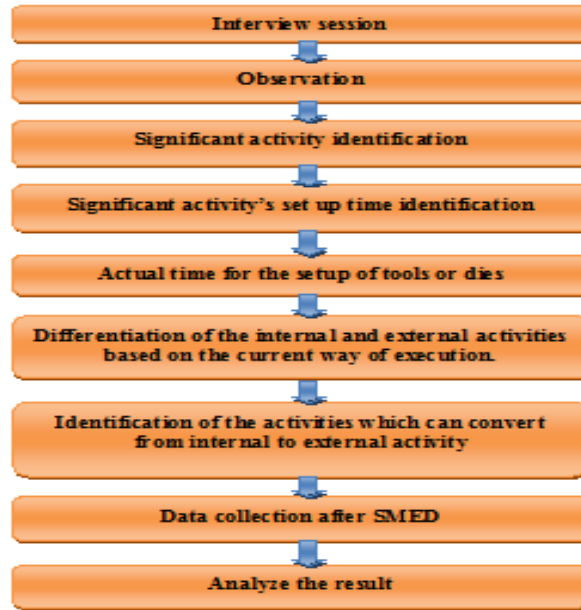 Interview session
Observation
Significant activity identification
Significant activity's set up time identification
Actual time for the setup of tools or dies
Differentiation of the internal and external activities
based on the current way of execution.
Identification of the activities which can convert
from internal to external activity
Data collection after SMED
Analyze the result